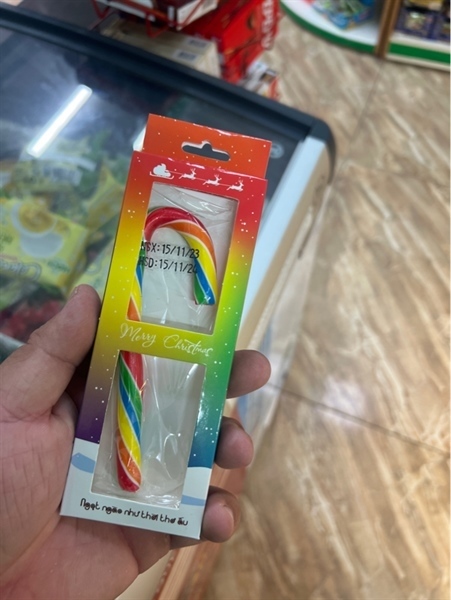 NSX: 15/11/23
HSD: 15/11/24
Merry Christmas
Ngọt ngào như thời thơ ấu